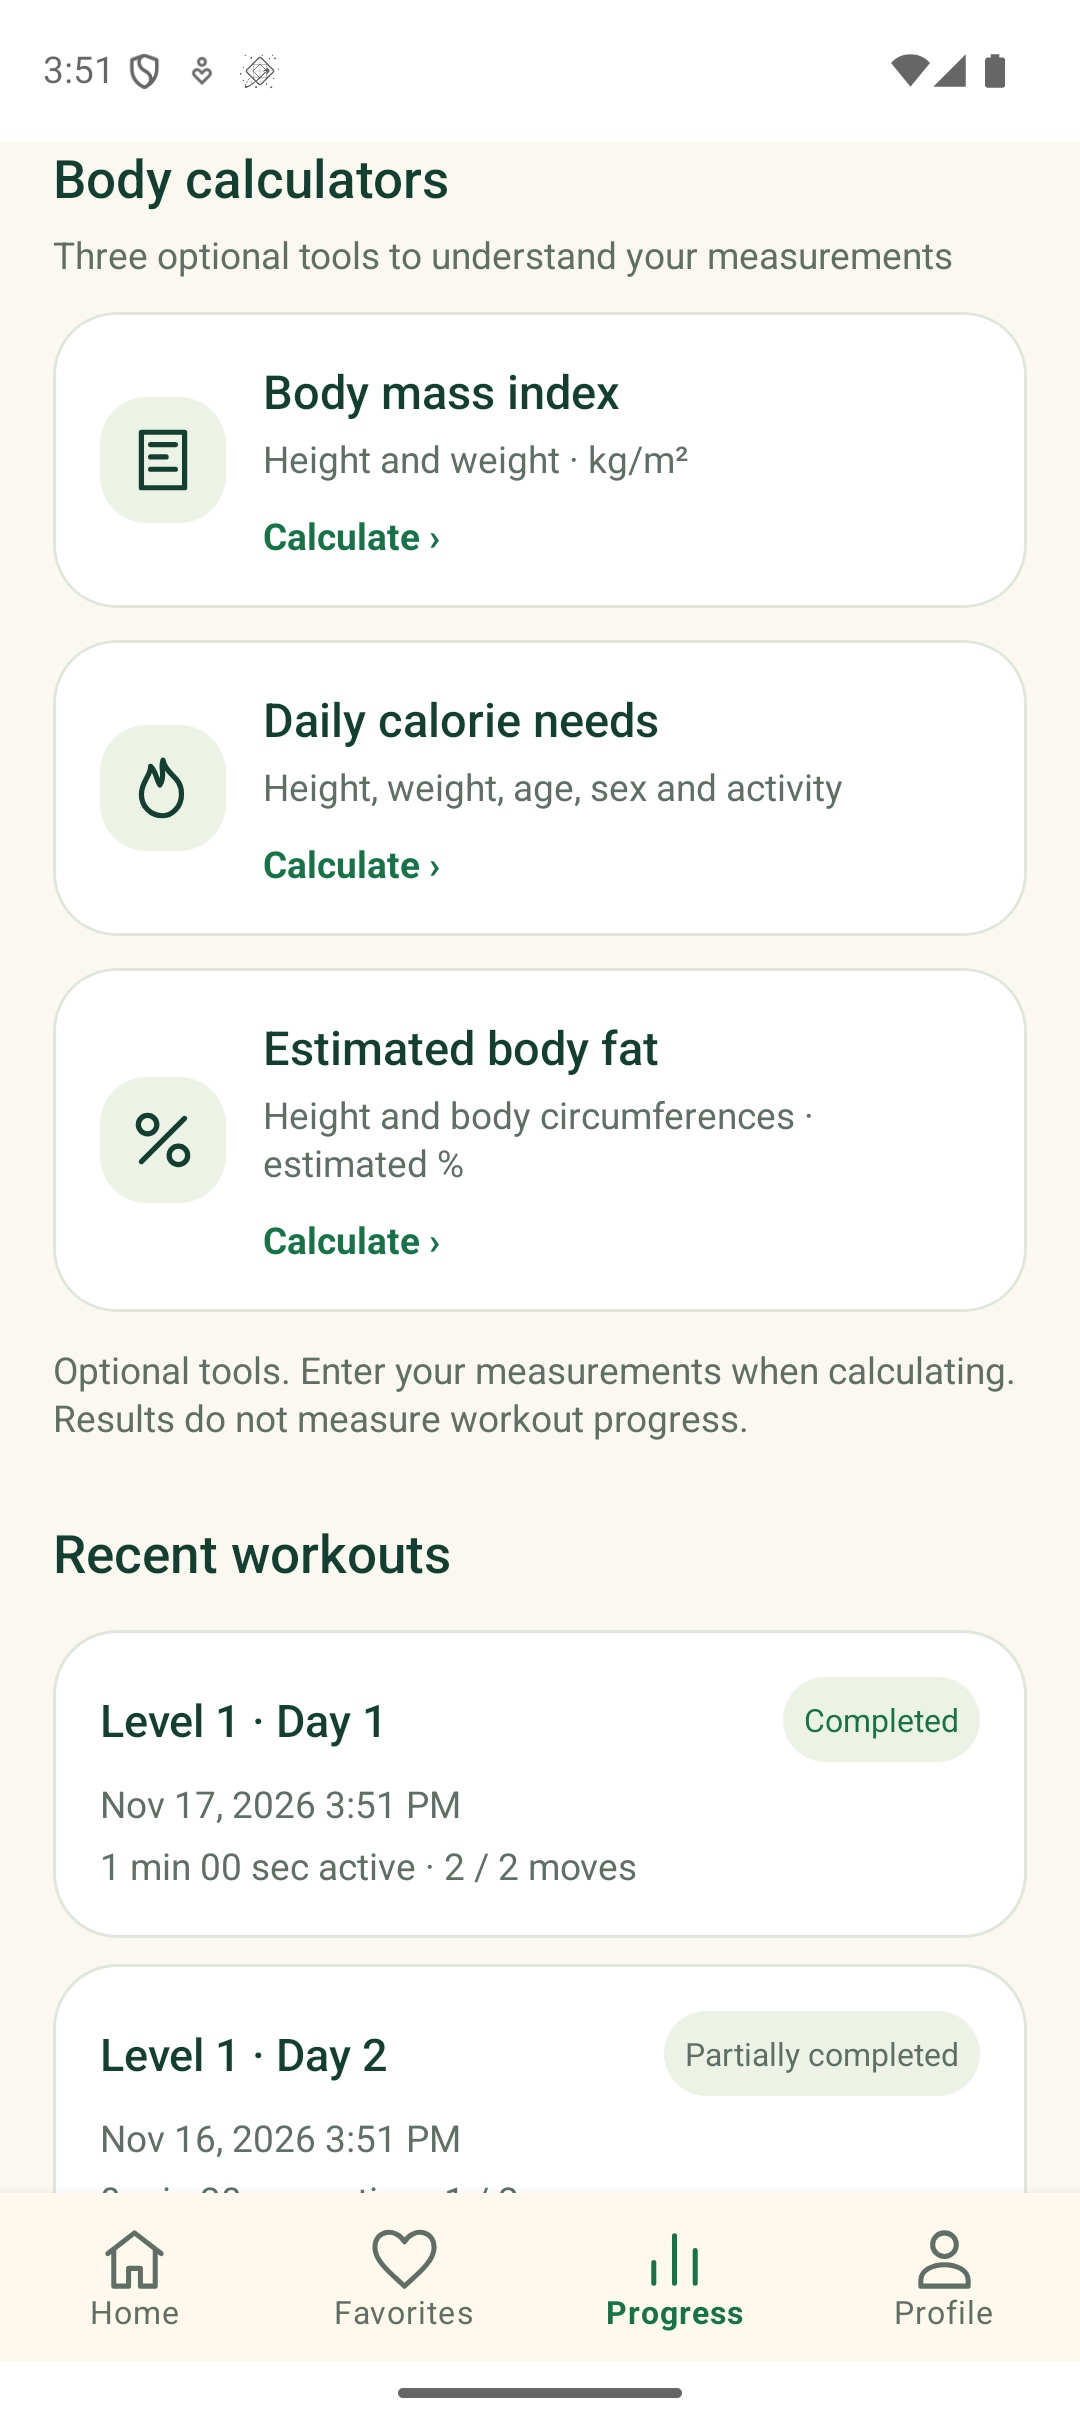 3:51
Body calculators
Three optional tools to understand your measurements
Body mass index
Height and weight · kg/m²
Calculate ›
Daily calorie needs
Height, weight, age, sex and activity
Calculate ›
Estimated body fat
Height and body circumferences ·
estimated %
Calculate ›
Optional tools. Enter your measurements when calculating.
Results do not measure workout progress.
Recent workouts
Level 1 · Day 1
Completed
Nov 17, 2026 3:51 PM
1 min 00 sec active · 2 / 2 moves
Level 1 · Day 2
Partially completed
Nov 16, 2026 3:51 PM
Home
Favorites
Progress
Profile